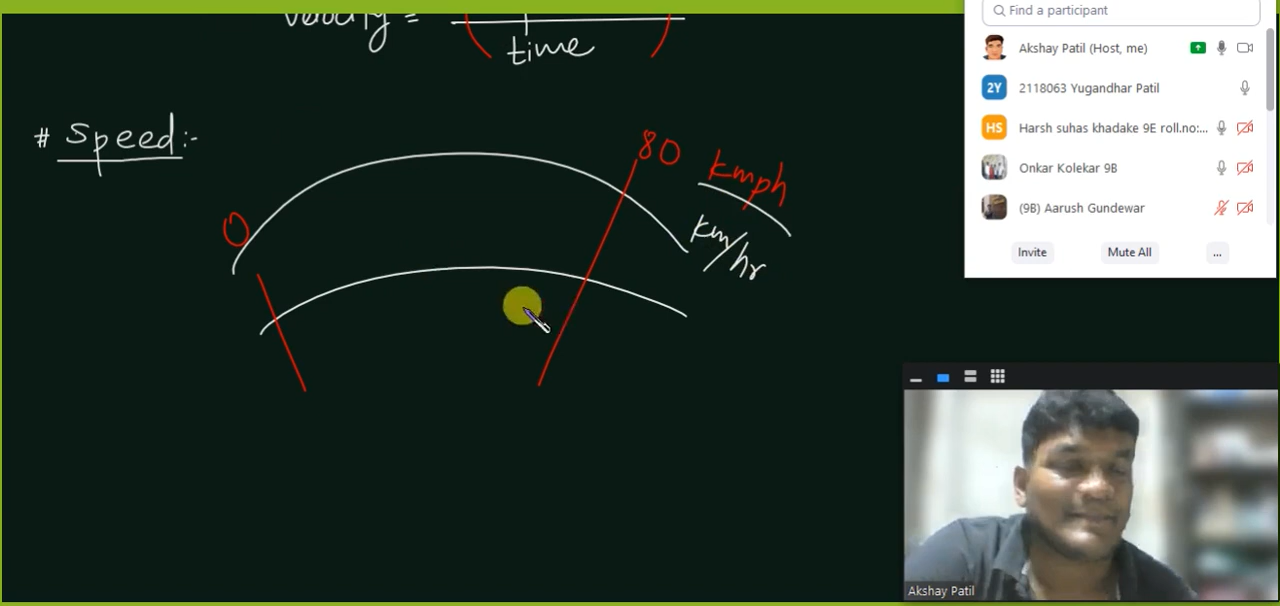 velocity =
time
# Speed:-
0
80 kmph
km/hr
Find a participant
Akshay Patil (Host, me)
2Y 2118063 Yugandhar Patil
HS Harsh suhas khadake 9E roll.no:...
Onkar Kolekar 9B
(9B) Aarush Gundewar
Invite Mute All ...
Akshay Patil